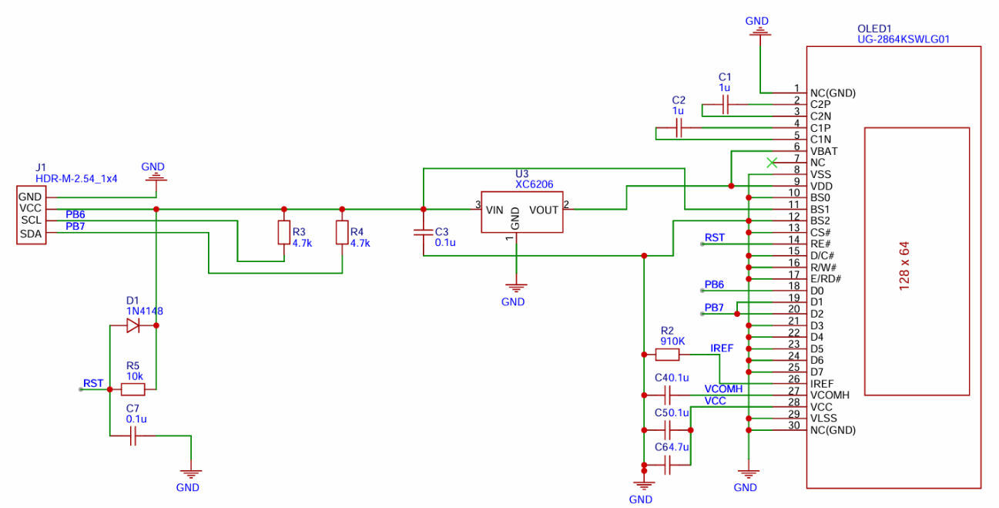 GND
OLED1
UG-2864KSWLG01
C1
1u
C2
1u
1 NC(GND)
2 C2P
3 C2N
4 C1P
5 C1N
6 VBAT
7 NC
8 VSS
9 VDD
10 BS0
11 BS1
12 BS2
13 CS#
14 RE#
15 D/C#
16 R/W#
17 E/RD#
18 D0
19 D1
20 D2
21 D3
22 D4
23 D5
24 D6
25 D7
26 IREF
27 VCOMH
28 VCC
29 VLSS
30 NC(GND)
128 x 64
J1
HDR-M-2.54_1x4
GND
GND
VCC
SCL
SDA
PB6
PB7
R3
4.7k
R4
4.7k
C3
0.1u
U3
XC6206
3 VIN
VOUT 2
GND
1
GND
RST
PB6
PB7
D1
1N4148
R5
10k
RST
C7
0.1u
GND
R2
910K
IREF
C40.1u
VCOMH
VCC
C50.1u
C64.7u
GND
GND